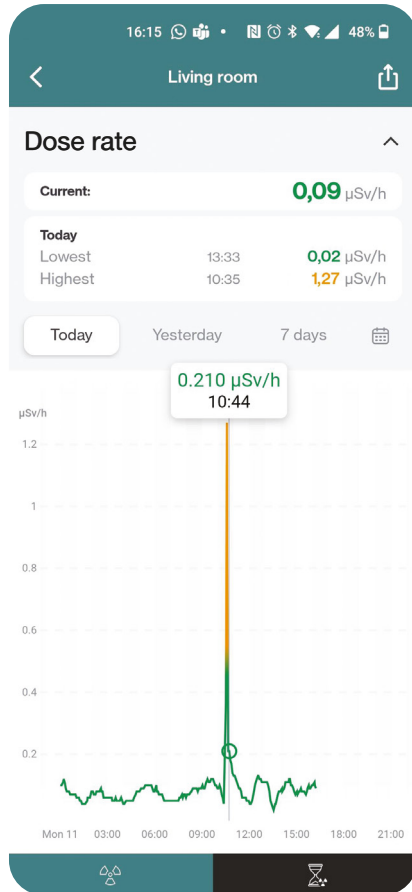 16:15 48%
Living room
Dose rate
Current: 0,09 µSv/h
Today
Lowest 13:33 0,02 µSv/h
Highest 10:35 1,27 µSv/h
Today Yesterday 7 days
0.210 µSv/h
10:44
µSv/h
1.2
1
0.8
0.6
0.4
0.2
Mon 11 03:00 06:00 09:00 12:00 15:00 18:00 21:00